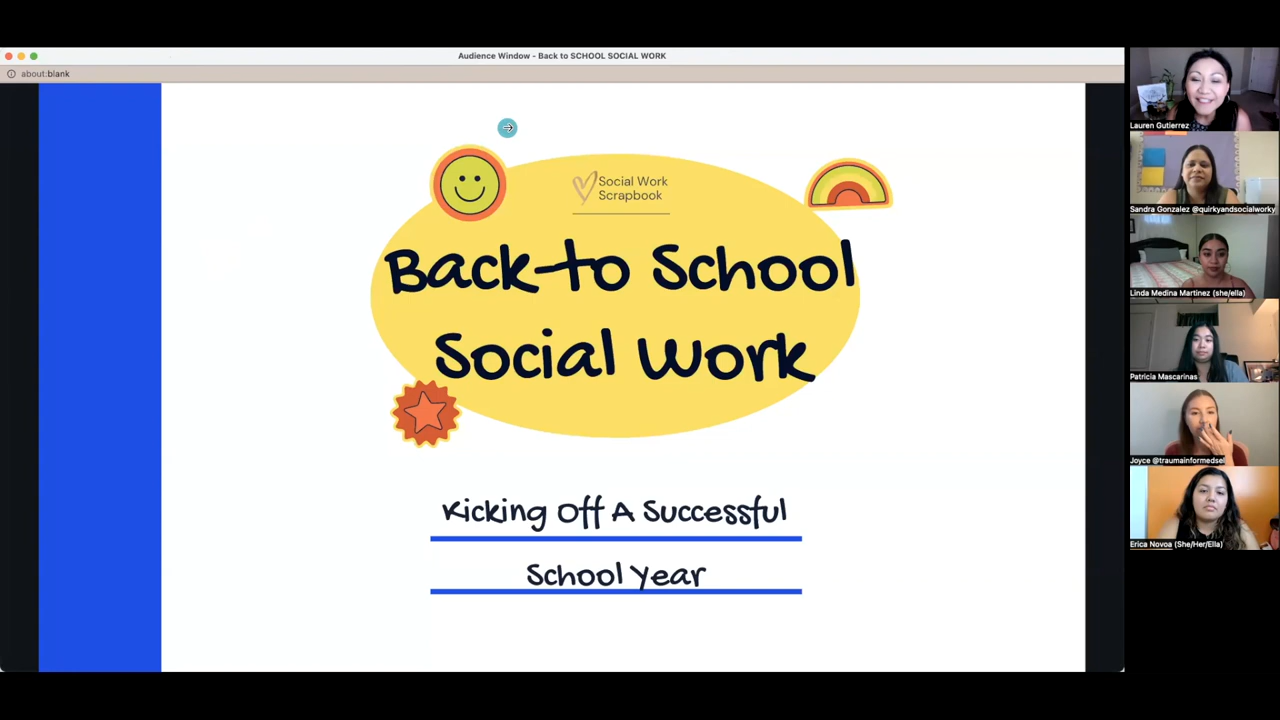 Audience Window - Back to SCHOOL SOCIAL WORK
about:blank
Social Work
Scrapbook
Back-to School
Social Work
Kicking Off A Successful
School Year
Lauren Gutierrez
Sandra Gonzalez @quirkyandsocialworky
Linda Medina Martinez (she/ella)
Patricia Mascarinas
Joyce @traumainformedsel
Erica Novoa (She/Her/Ella)